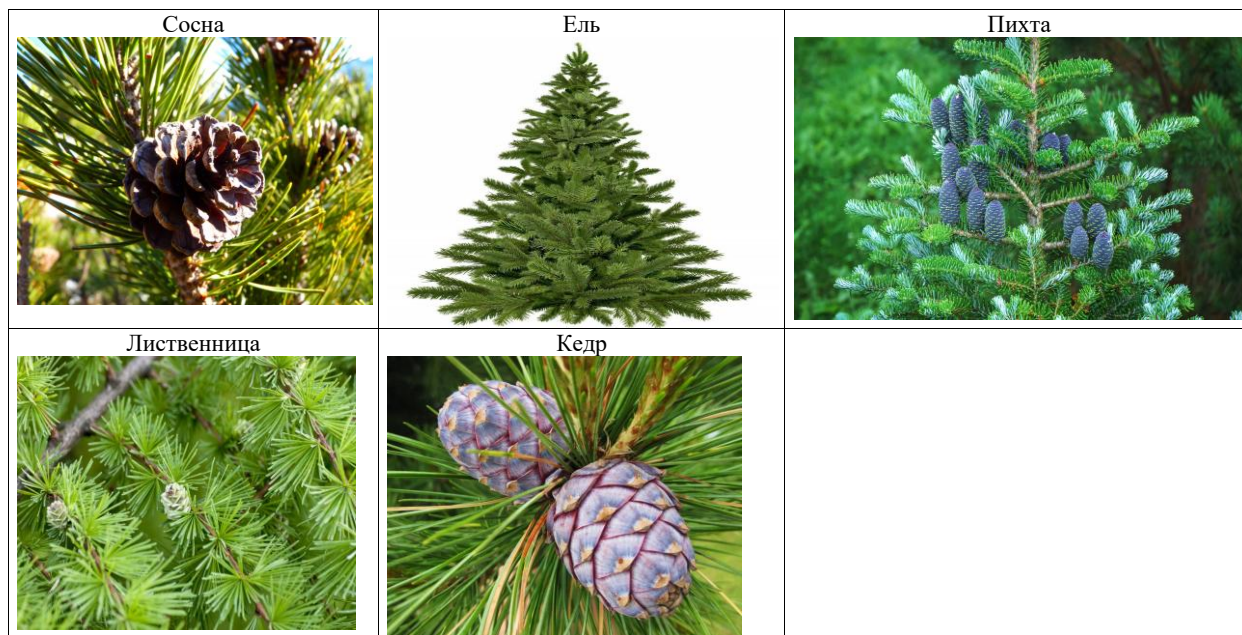 Сосна
Ель
Пихта
Лиственница
Кедр